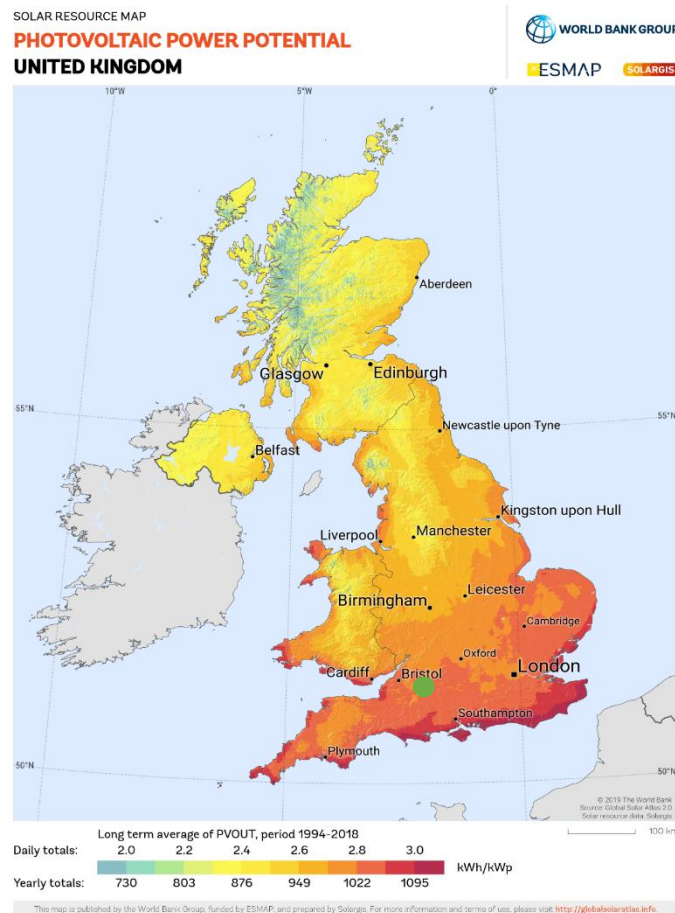 SOLAR RESOURCE MAP
PHOTOVOLTAIC POWER POTENTIAL
UNITED KINGDOM
WORLD BANK GROUP
ESMAP
SOLARGIS
10°W 5°W 0°
Aberdeen
Glasgow Edinburgh
55°N 55°N
Newcastle upon Tyne
Belfast
Kingston upon Hull
Liverpool Manchester
Leicester
Birmingham
Cambridge
Oxford
Cardiff Bristol London
Southampton
Plymouth
50°N 50°N
© 2019 The World Bank
Source: Global Solar Atlas 2.0
Solar resource data: Solargis
100 km
Long term average of PVOUT, period 1994-2018
Daily totals: 2.0 2.2 2.4 2.6 2.8 3.0
kWh/kWp
Yearly totals: 730 803 876 949 1022 1095
This map is published by the World Bank Group, funded by ESMAP, and prepared by Solargis. For more information and terms of use, please visit http://globalsolaratlas.info.